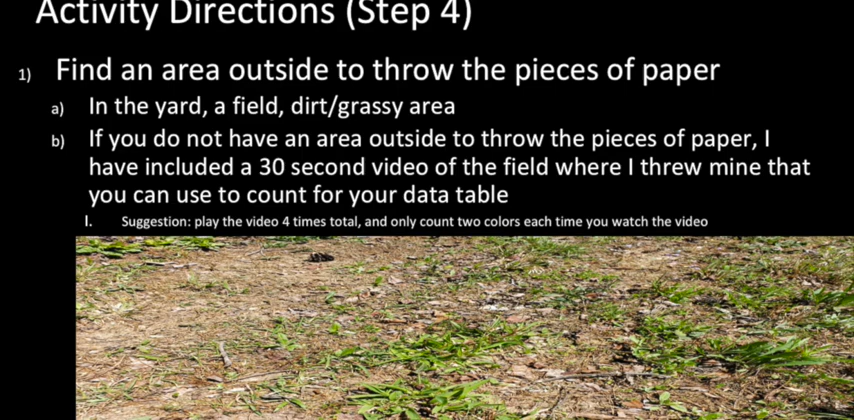 Activity Directions (Step 4)
1) Find an area outside to throw the pieces of paper
a) In the yard, a field, dirt/grassy area
b) If you do not have an area outside to throw the pieces of paper, I
have included a 30 second video of the field where I threw mine that
you can use to count for your data table
I. Suggestion: play the video 4 times total, and only count two colors each time you watch the video